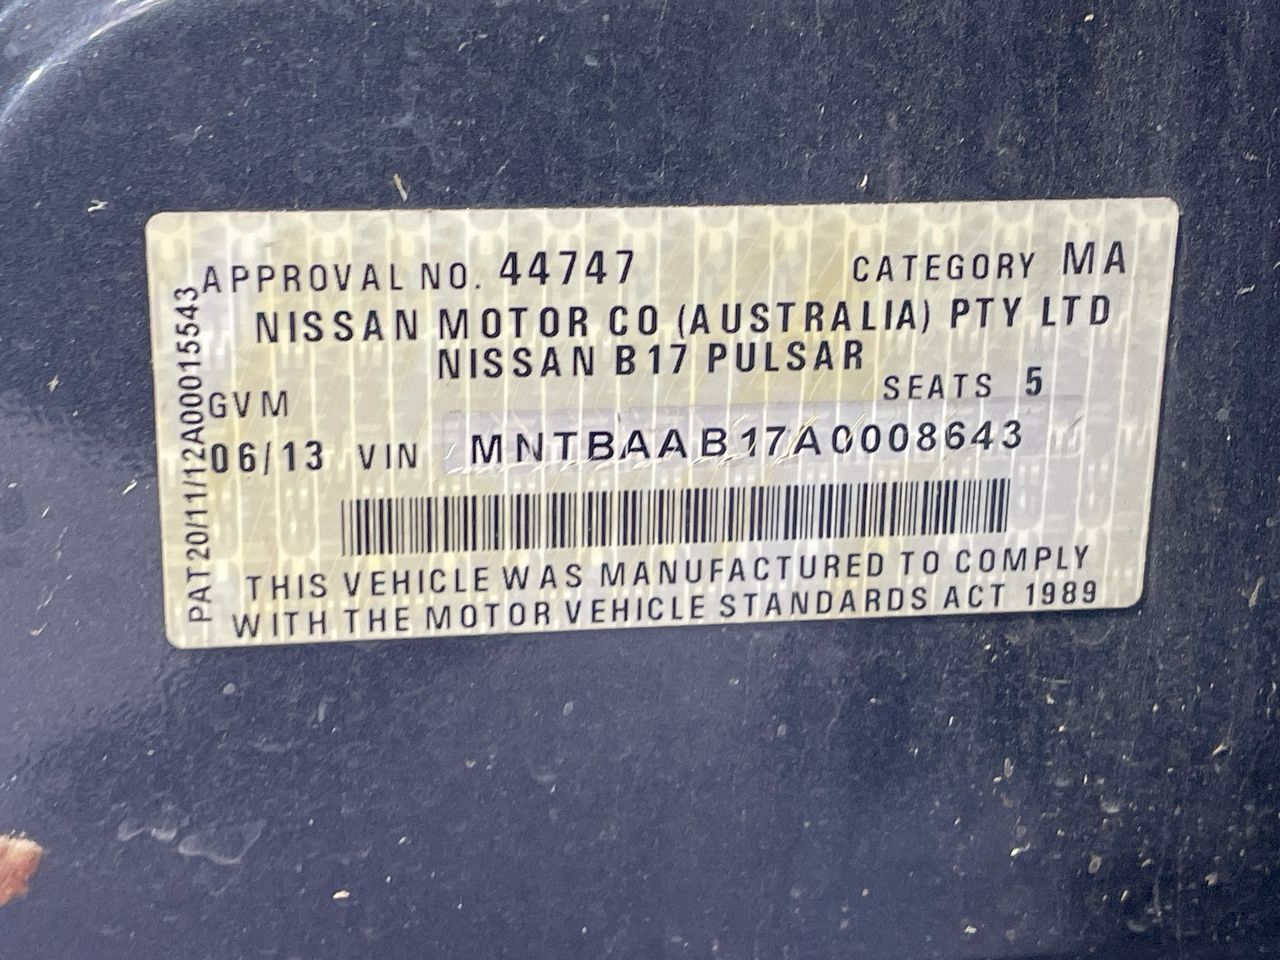 APPROVAL NO. 44747 CATEGORY MA
NISSAN MOTOR CO (AUSTRALIA) PTY LTD
NISSAN B17 PULSAR
SEATS 5
GVM
06/13 VIN MNTBAAB17A0008643
THIS VEHICLE WAS MANUFACTURED TO COMPLY
WITH THE MOTOR VEHICLE STANDARDS ACT 1989
PAT20/11/12A00015543